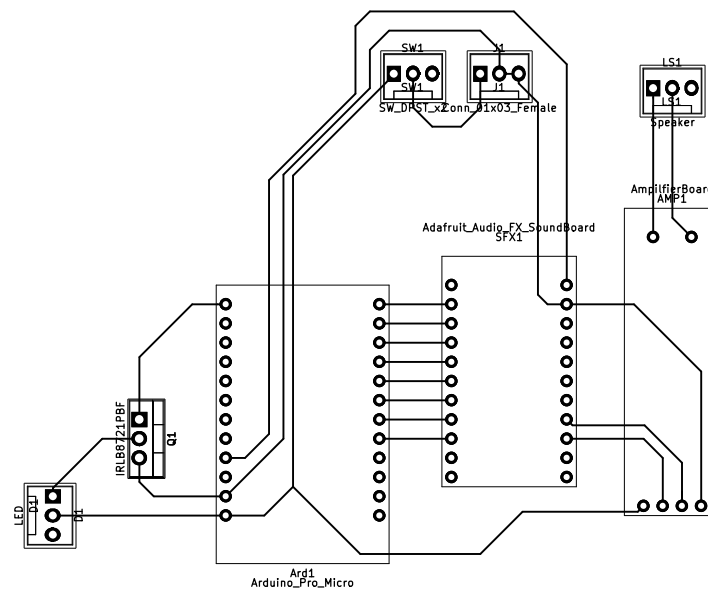 SW1
J1
SW1
J1
SW_DPST_x2
Conn_01x03_Female
LS1
LS1
Speaker
AmpilfierBoar
AMP1
Adafruit_Audio_FX_SoundBoard
SFX1
IRLB8721PBF
Q1
LED
D1
D1
Ard1
Arduino_Pro_Micro